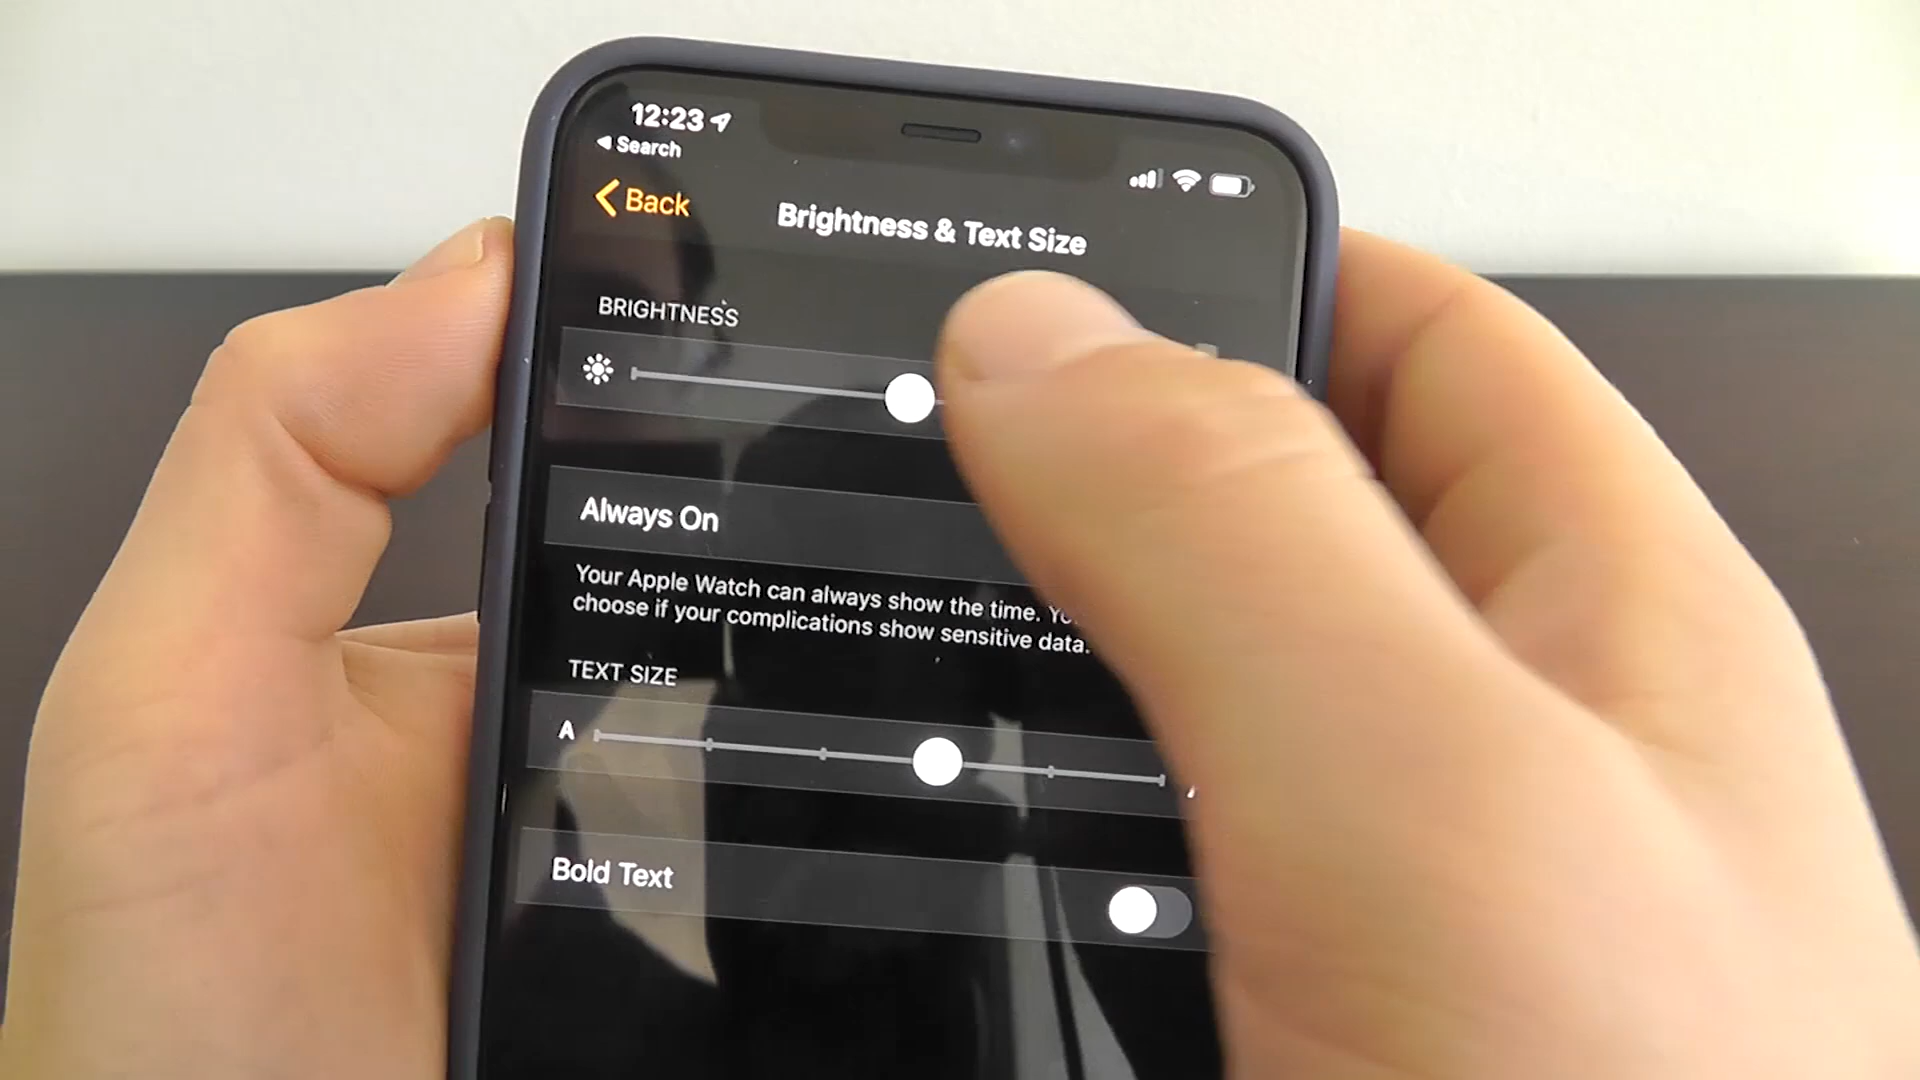 12:23
Search
Back
Brightness & Text Size
BRIGHTNESS
Always On
Your Apple Watch can always show the time.
choose if your complications show sensitive data.
TEXT SIZE
A
Bold Text